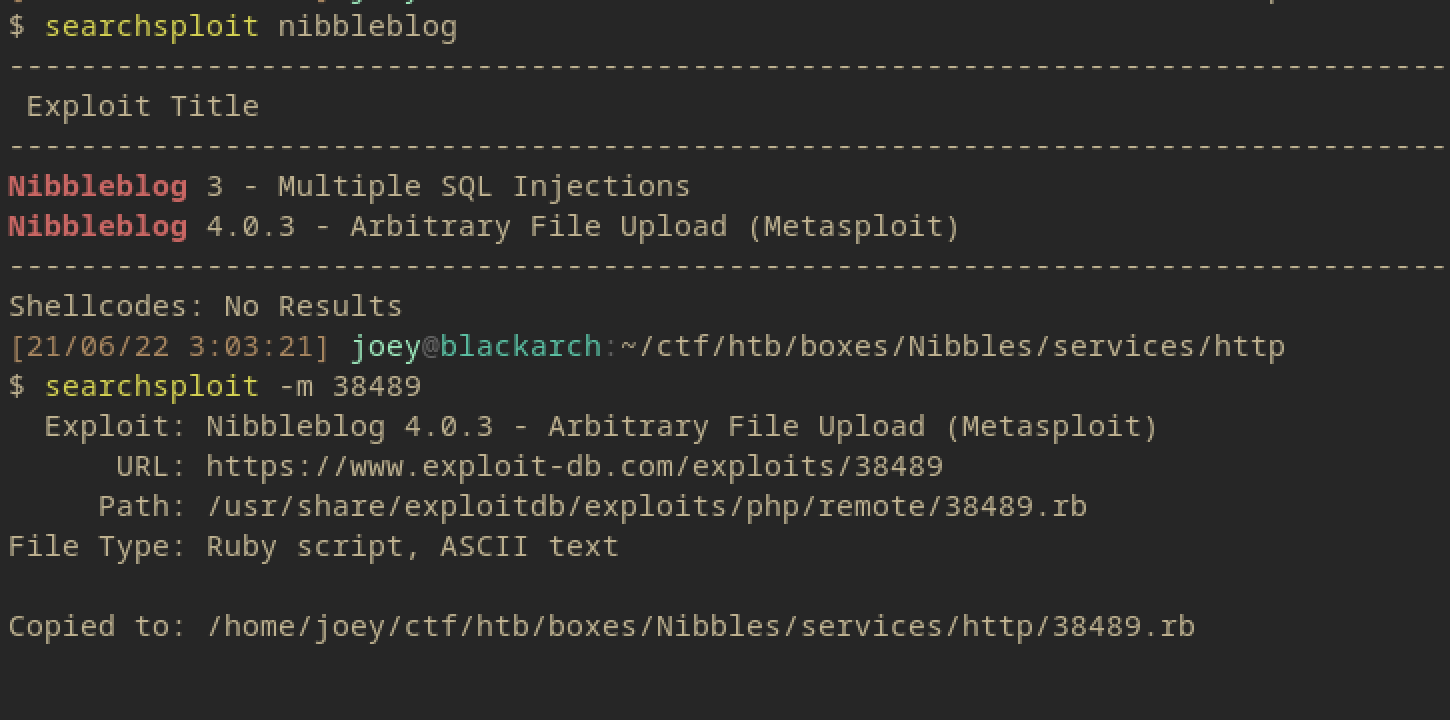 $ searchsploit nibbleblog
--------------------------------------------------------------------------------
Exploit Title
--------------------------------------------------------------------------------
Nibbleblog 3 - Multiple SQL Injections
Nibbleblog 4.0.3 - Arbitrary File Upload (Metasploit)
--------------------------------------------------------------------------------
Shellcodes: No Results
[21/06/22 3:03:21] joey@blackarch:~/ctf/htb/boxes/Nibbles/services/http
$ searchsploit -m 38489
Exploit: Nibbleblog 4.0.3 - Arbitrary File Upload (Metasploit)
URL: https://www.exploit-db.com/exploits/38489
Path: /usr/share/exploitdb/exploits/php/remote/38489.rb
File Type: Ruby script, ASCII text
Copied to: /home/joey/ctf/htb/boxes/Nibbles/services/http/38489.rb